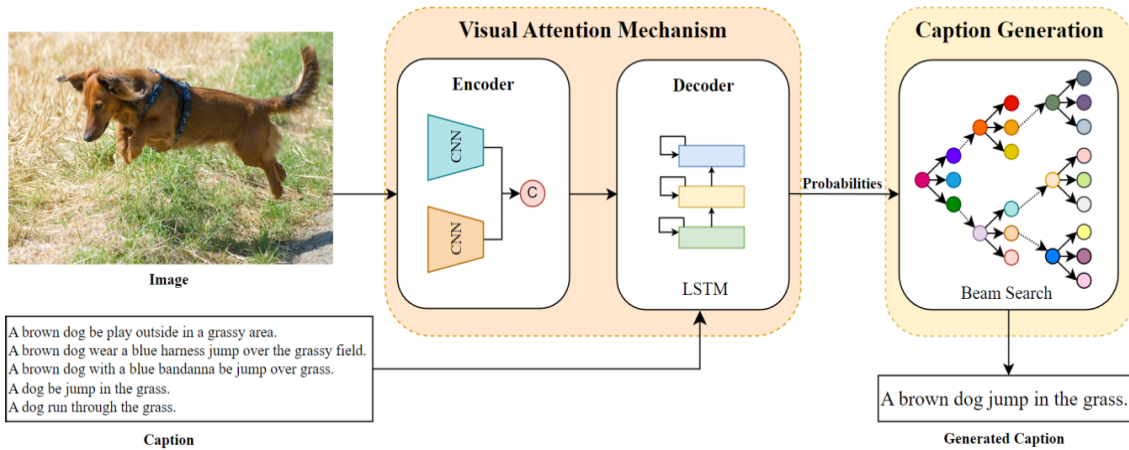 Visual Attention Mechanism
Caption Generation
Encoder
Decoder
CNN
CNN
C
LSTM
Probabilities
Beam Search
Image
A brown dog be play outside in a grassy area.
A brown dog wear a blue harness jump over the grassy field.
A brown dog with a blue bandanna be jump over grass.
A dog be jump in the grass.
A dog run through the grass.
Caption
A brown dog jump in the grass.
Generated Caption